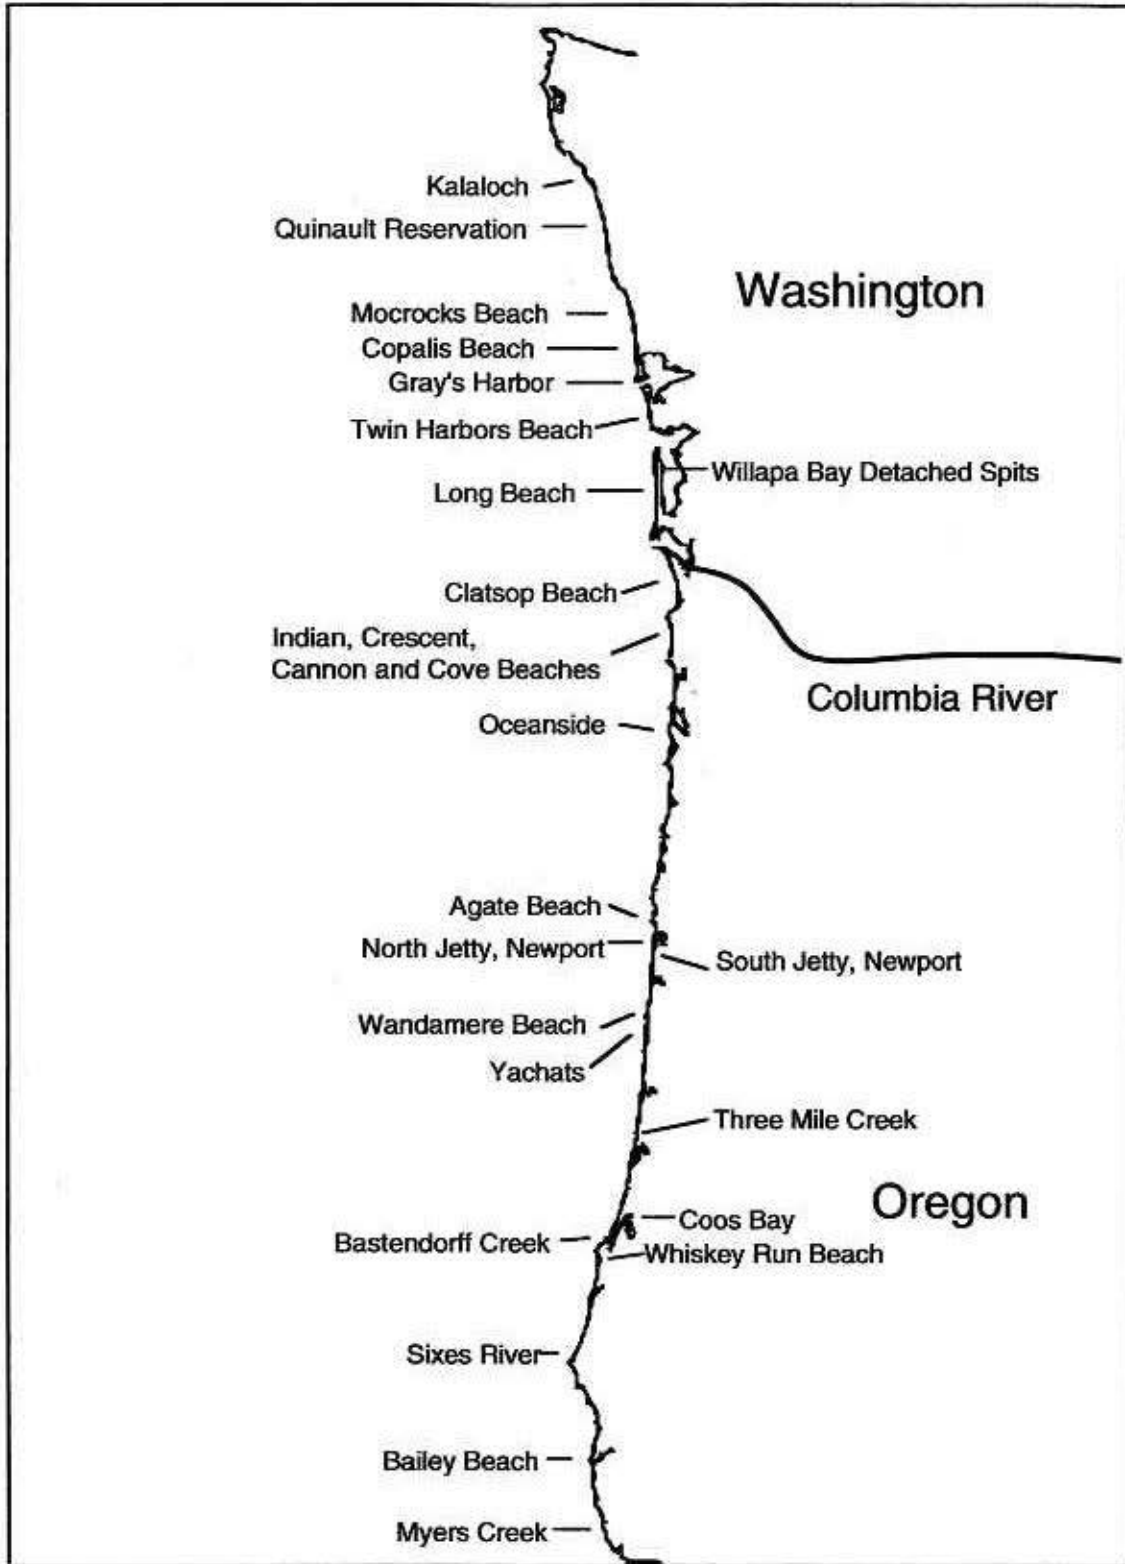 Kalaloch
Quinault Reservation
Washington
Mocrocks Beach
Copalis Beach
Gray's Harbor
Twin Harbors Beach
Willapa Bay Detached Spits
Long Beach
Clatsop Beach
Indian, Crescent,
Cannon and Cove Beaches
Columbia River
Oceanside
Agate Beach
North Jetty, Newport
South Jetty, Newport
Wandamere Beach
Yachats
Three Mile Creek
Oregon
Coos Bay
Bastendorff Creek
Whiskey Run Beach
Sixes River
Bailey Beach
Myers Creek